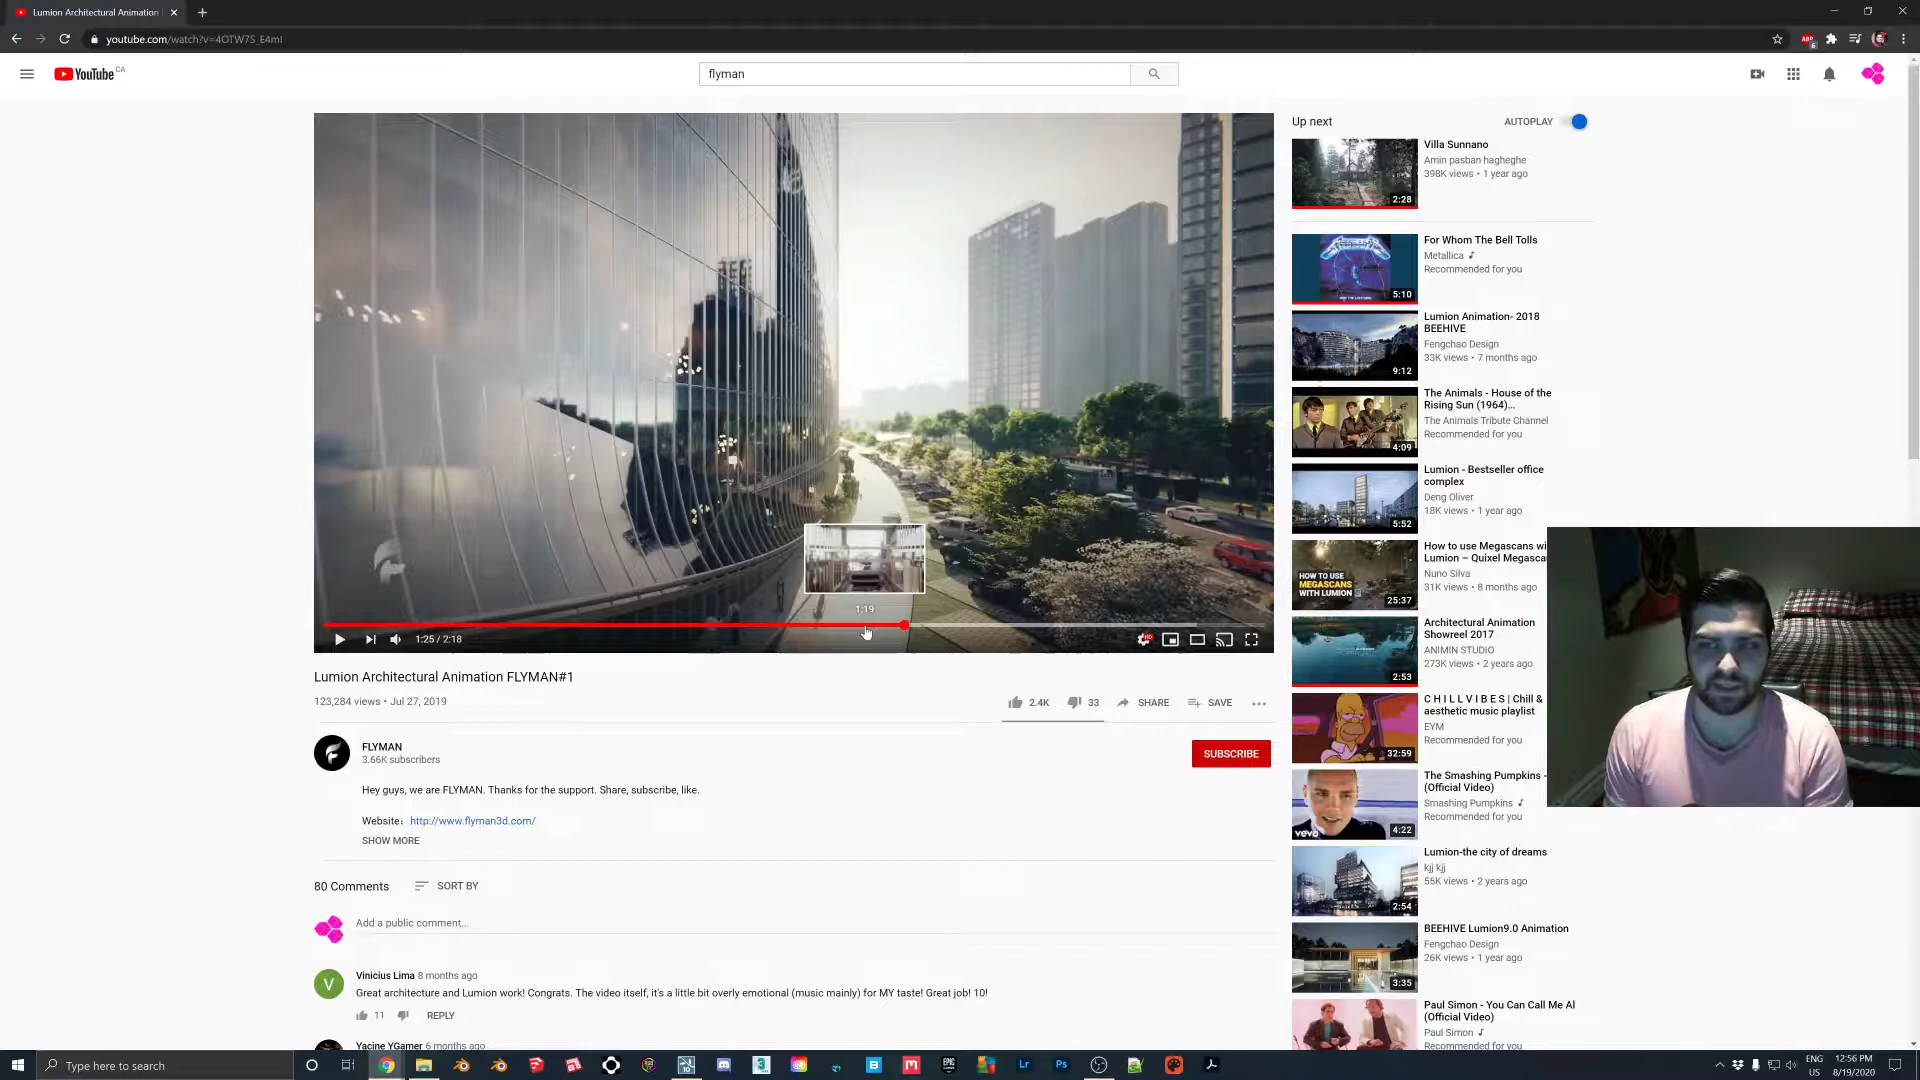 Lumion Architectural Animation
youtube.com/watch?v=4OTW7S_E4mI
YouTube CA
flyman
Up next
AUTOPLAY
Villa Sunnano
Amin pasban hagheghe
398K views • 1 year ago
2:28
For Whom The Bell Tolls
Metallica
Recommended for you
5:10
Lumion Animation- 2018
BEEHIVE
Fengchao Design
33K views • 7 months ago
9:12
The Animals - House of the
Rising Sun (1964)...
The Animals Tribute Channel
Recommended for you
4:09
Lumion - Bestseller office
complex
Deng Oliver
18K views • 1 year ago
5:52
How to use Megascans wi
Lumion – Quixel Megasca
Nuno Silva
31K views • 8 months ago
HOW TO USE
MEGASCANS
WITH LUMION
25:37
Architectural Animation
Showreel 2017
ANIMIN STUDIO
273K views • 2 years ago
2:53
C H I L L V I B E S | Chill &
aesthetic music playlist
EYM
Recommended for you
32:59
The Smashing Pumpkins -
(Official Video)
Smashing Pumpkins
Recommended for you
vevo
4:22
Lumion-the city of dreams
kjj kjj
55K views • 2 years ago
2:54
BEEHIVE Lumion9.0 Animation
Fengchao Design
26K views • 1 year ago
3:35
Paul Simon - You Can Call Me Al
(Official Video)
Paul Simon
1:19
1:25 / 2:18
HD
Lumion Architectural Animation FLYMAN#1
123,284 views • Jul 27, 2019
2.4K
33
SHARE
SAVE
FLYMAN
3.66K subscribers
SUBSCRIBE
Hey guys, we are FLYMAN. Thanks for the support. Share, subscribe, like.
Website： http://www.flyman3d.com/
SHOW MORE
80 Comments
SORT BY
Add a public comment...
V
Vinicius Lima 8 months ago
Great architecture and Lumion work! Congrats. The video itself, it's a little bit overly emotional (music mainly) for MY taste! Great job! 10!
11
REPLY
Yacine YGamer 6 months ago
Type here to search
Lr
Ps
ENG
US
12:56 PM
8/19/2020